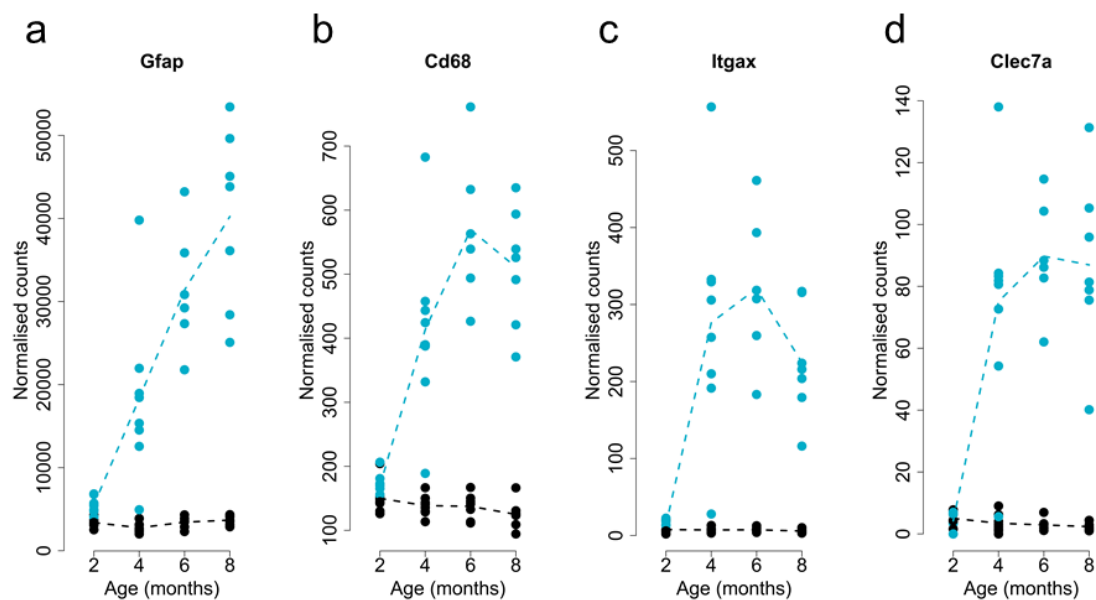 a b c d
Gfap Cd68 Itgax Clec7a
Normalised counts
0 10000 20000 30000 40000 50000
2 4 6 8
Age (months)
Normalised counts
100 200 300 400 500 600 700
2 4 6 8
Age (months)
Normalised counts
0 100 200 300 400 500
2 4 6 8
Age (months)
Normalised counts
0 20 40 60 80 100 120 140
2 4 6 8
Age (months)